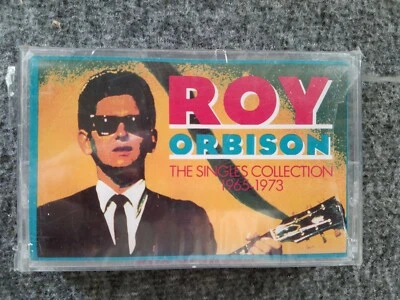 ROY
ORBISON
THE SINGLES COLLECTION
1965-1973